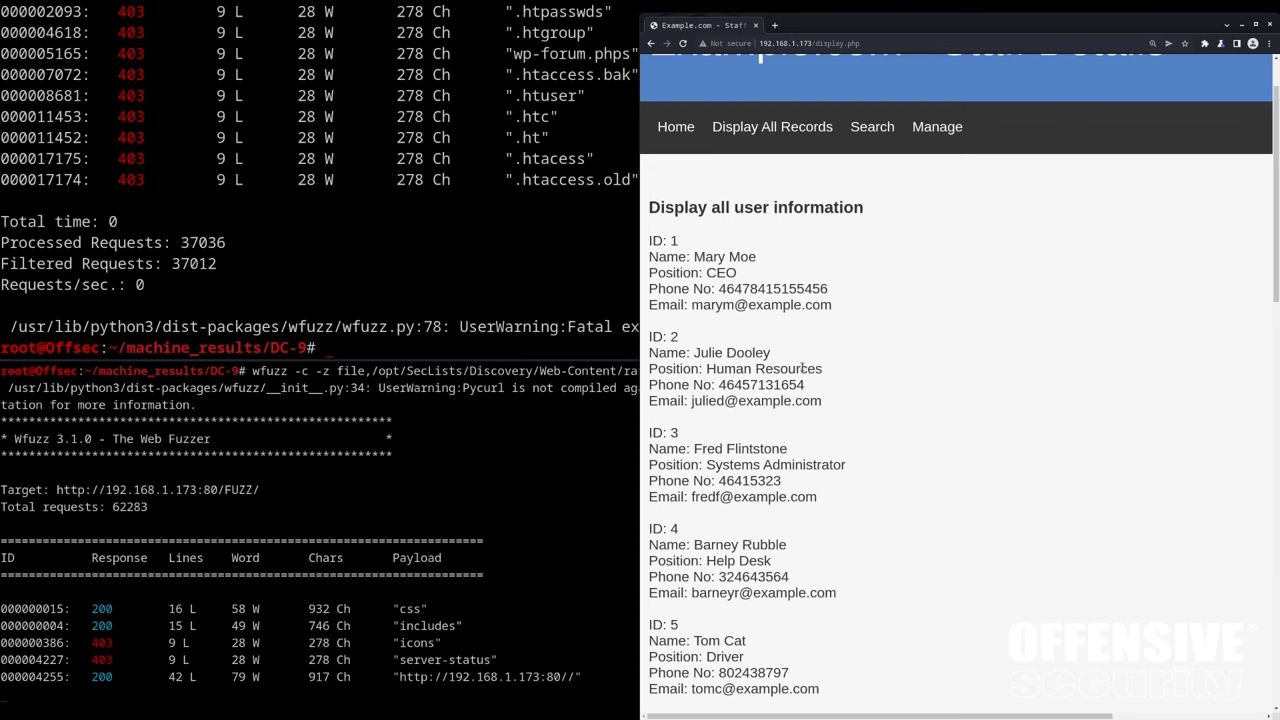 000002093: 403 9 L 28 W 278 Ch ".htpasswds"
000004618: 403 9 L 28 W 278 Ch ".htgroup"
000005165: 403 9 L 28 W 278 Ch "wp-forum.phps"
000007072: 403 9 L 28 W 278 Ch ".htaccess.bak"
000008681: 403 9 L 28 W 278 Ch ".htuser"
000011453: 403 9 L 28 W 278 Ch ".htc"
000011452: 403 9 L 28 W 278 Ch ".ht"
000017175: 403 9 L 28 W 278 Ch ".htacess"
000017174: 403 9 L 28 W 278 Ch ".htaccess.old"
Total time: 0
Processed Requests: 37036
Filtered Requests: 37012
Requests/sec.: 0
/usr/lib/python3/dist-packages/wfuzz/wfuzz.py:78: UserWarning:Fatal ex
root@Offsec:~/machine_results/DC-9# _
root@Offsec:~/machine_results/DC-9# wfuzz -c -z file,/opt/SecLists/Discovery/Web-Content/ra
/usr/lib/python3/dist-packages/wfuzz/__init__.py:34: UserWarning:Pycurl is not compiled aga
tation for more information.
****************************************************************
* Wfuzz 3.1.0 - The Web Fuzzer *
****************************************************************
Target: http://192.168.1.173:80/FUZZ/
Total requests: 62283
=====================================================================
ID Response Lines Word Chars Payload
=====================================================================
000000015: 200 16 L 58 W 932 Ch "css"
000000004: 200 15 L 49 W 746 Ch "includes"
000000386: 403 9 L 28 W 278 Ch "icons"
000004227: 403 9 L 28 W 278 Ch "server-status"
000004255: 200 42 L 79 W 917 Ch "http://192.168.1.173:80//"
Example.com - Staff
Not secure | 192.168.1.173/display.php
Example.com - Staff Details
Home Display All Records Search Manage
Display all user information
ID: 1
Name: Mary Moe
Position: CEO
Phone No: 46478415155456
Email: marym@example.com
ID: 2
Name: Julie Dooley
Position: Human Resources
Phone No: 46457131654
Email: julied@example.com
ID: 3
Name: Fred Flintstone
Position: Systems Administrator
Phone No: 46415323
Email: fredf@example.com
ID: 4
Name: Barney Rubble
Position: Help Desk
Phone No: 324643564
Email: barneyr@example.com
ID: 5
Name: Tom Cat
Position: Driver
Phone No: 802438797
Email: tomc@example.com
OFFENSIVE®
security